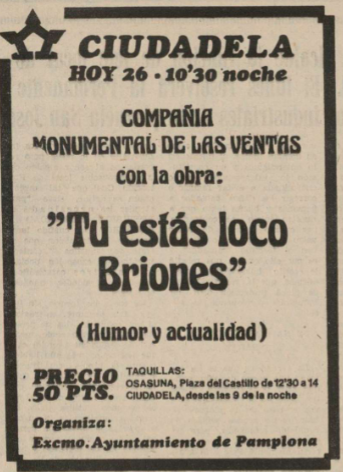 CIUDADELA
HOY 26 - 10'30 noche
COMPAÑIA
MONUMENTAL DE LAS VENTAS
con la obra:
"Tu estás loco
Briones"
(Humor y actualidad)
PRECIO
50 PTS.
TAQUILLAS:
OSASUNA, Plaza del Castillo de 12'30 a 14
CIUDADELA, desde las 9 de la noche
Organiza:
Excmo. Ayuntamiento de Pamplona